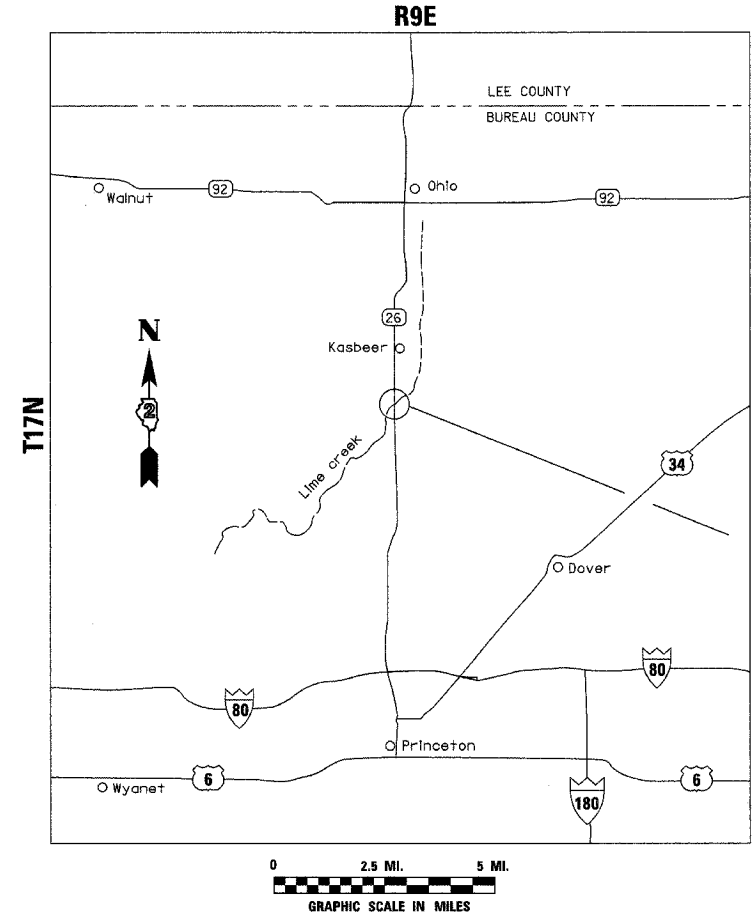 R9E
LEE COUNTY
BUREAU COUNTY
Walnut
92
Ohio
92
26
Kasbeer
N
2
T17N
Lime creek
34
Dover
80
80
Princeton
6
6
Wyanet
180
0 2.5 MI. 5 MI.
GRAPHIC SCALE IN MILES